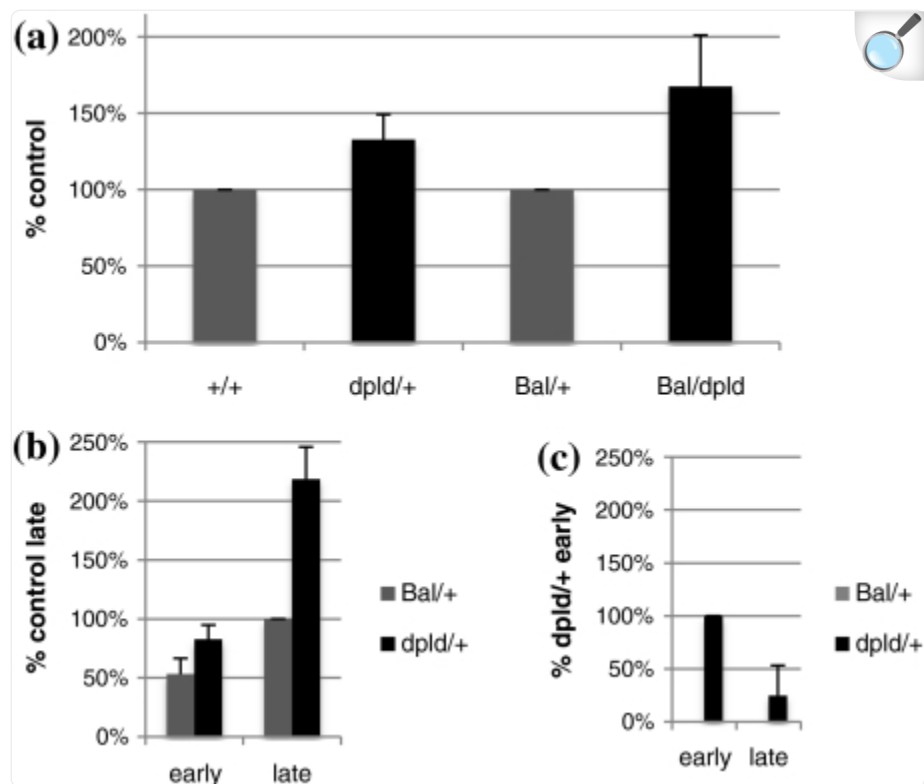 (a)
% control
200%
150%
100%
50%
0%
+/+ dpld/+ Bal/+ Bal/dpld
(b)
% control late
250%
200%
150%
100%
50%
0%
early late
Bal/+
dpld/+
(c)
% dpld/+ early
250%
200%
150%
100%
50%
0%
early late
Bal/+
dpld/+